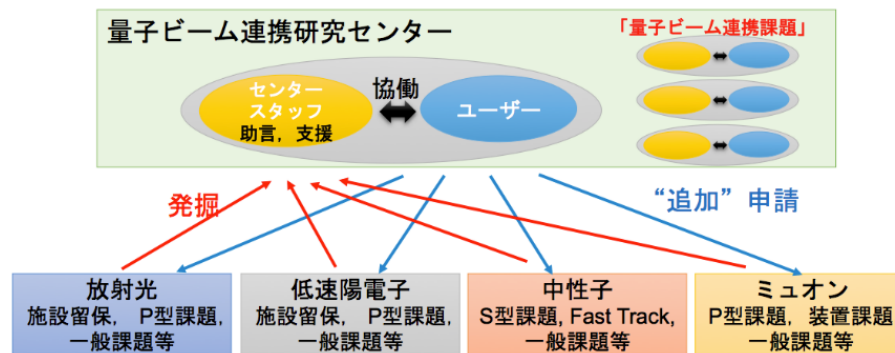 量子ビーム連携研究センター
「量子ビーム連携課題」
センター
スタッフ
助言，支援
協働
ユーザー
発掘
“追加”申請
放射光
施設留保， P型課題，
一般課題等
低速陽電子
施設留保， P型課題，
一般課題等
中性子
S型課題, Fast Track,
一般課題等
ミュオン
P型課題，装置課題
一般課題等